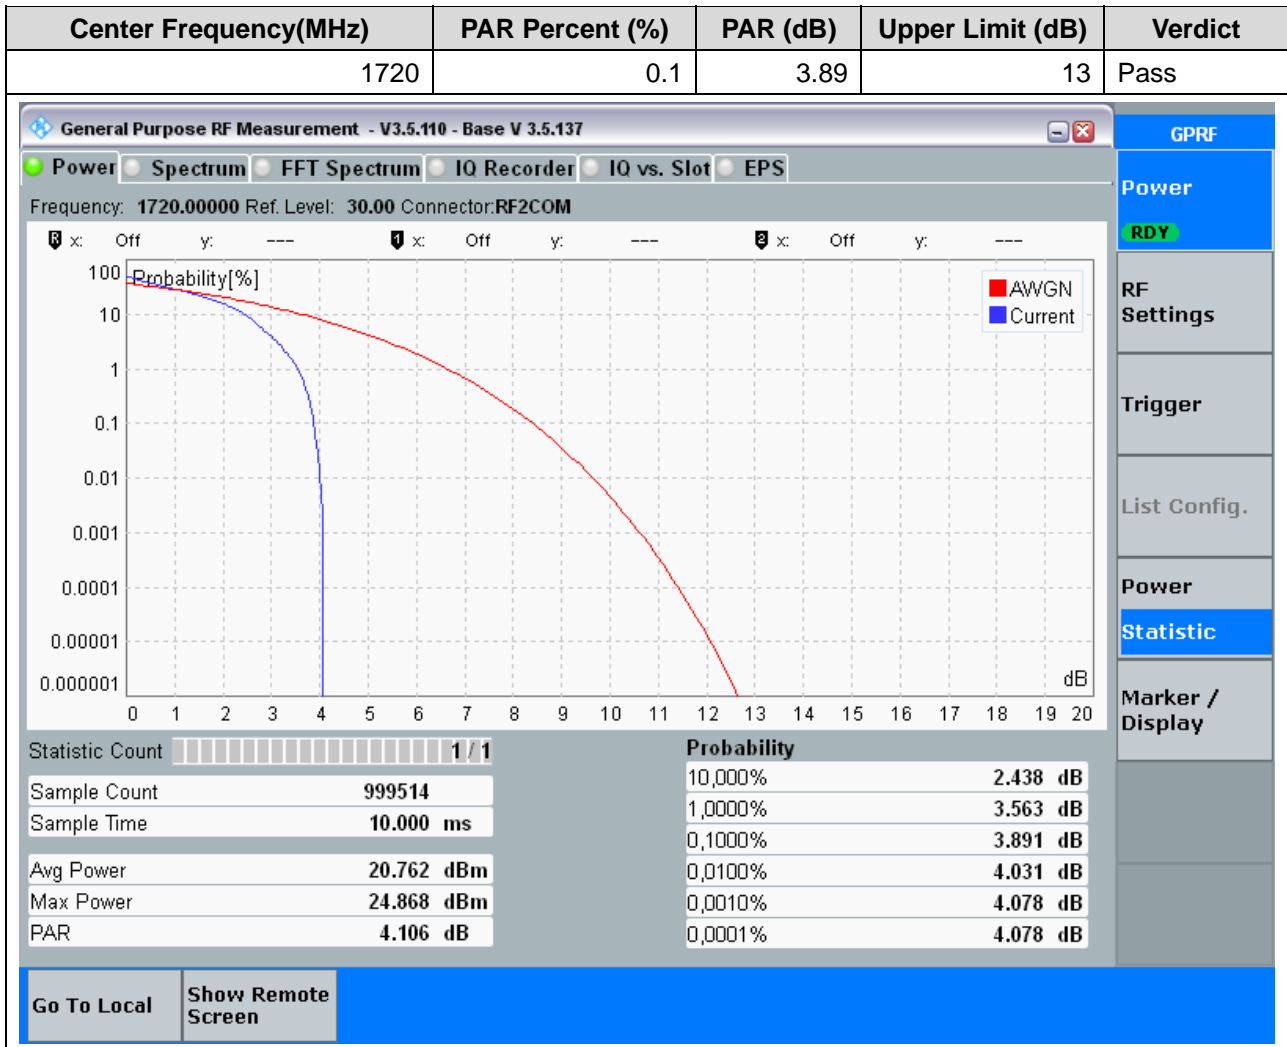 Center Frequency(MHz) PAR Percent (%) PAR (dB) Upper Limit (dB) Verdict
1720 0.1 3.89 13 Pass
General Purpose RF Measurement - V3.5.110 - Base V 3.5.137
GPRF
Power Spectrum FFT Spectrum IQ Recorder IQ vs. Slot EPS
Power
RDY
Frequency: 1720.00000 Ref. Level: 30.00 Connector:RF2COM
R x: Off y: --- 1 x: Off y: --- 2 x: Off y: ---
Probability[%]
AWGN
Current
100
10
1
0.1
0.01
0.001
0.0001
0.00001
0.000001
dB
0 1 2 3 4 5 6 7 8 9 10 11 12 13 14 15 16 17 18 19 20
RF
Settings
Trigger
List Config.
Power
Statistic
Marker /
Display
Statistic Count 1 / 1
Sample Count 999514
Sample Time 10.000 ms
Avg Power 20.762 dBm
Max Power 24.868 dBm
PAR 4.106 dB
Probability
10,000% 2.438 dB
1,0000% 3.563 dB
0,1000% 3.891 dB
0,0100% 4.031 dB
0,0010% 4.078 dB
0,0001% 4.078 dB
Go To Local
Show Remote
Screen